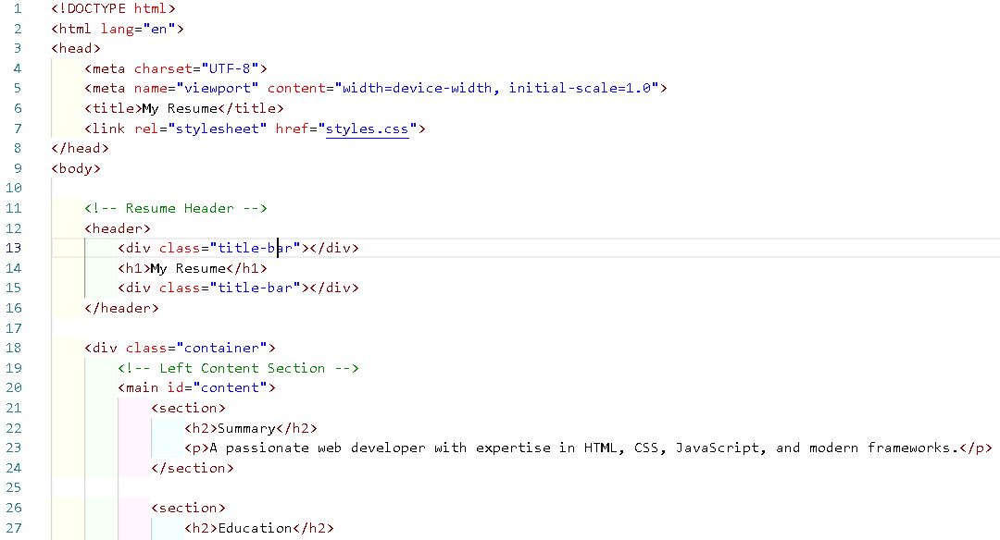 1 <!DOCTYPE html>
2 <html lang="en">
3 <head>
4     <meta charset="UTF-8">
5     <meta name="viewport" content="width=device-width, initial-scale=1.0">
6     <title>My Resume</title>
7     <link rel="stylesheet" href="styles.css">
8 </head>
9 <body>
10
11     <!-- Resume Header -->
12     <header>
13         <div class="title-bar"></div>
14         <h1>My Resume</h1>
15         <div class="title-bar"></div>
16     </header>
17
18     <div class="container">
19         <!-- Left Content Section -->
20         <main id="content">
21             <section>
22                 <h2>Summary</h2>
23                 <p>A passionate web developer with expertise in HTML, CSS, JavaScript, and modern frameworks.</p>
24             </section>
25
26             <section>
27                 <h2>Education</h2>